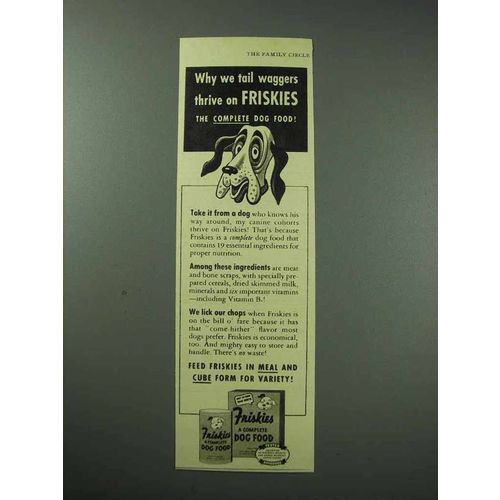 THE FAMILY CIRCLE
Why we tail waggers
thrive on FRISKIES
THE COMPLETE DOG FOOD!
Take it from a dog who knows his
way around, my canine cohorts
thrive on Friskies! That's because
Friskies is a complete dog food that
contains 19 essential ingredients for
proper nutrition.
Among these ingredients are meat
and bone scraps, with specially pre-
pared cereals, dried skimmed milk,
minerals and six important vitamins
—including Vitamin B₁!
We lick our chops when Friskies is
on the bill o' fare because it has
that "come-hither" flavor most
dogs prefer. Friskies is economical,
too. And mighty easy to store and
handle. There's no waste!
FEED FRISKIES IN MEAL AND
CUBE FORM FOR VARIETY!
Friskies
A COMPLETE
DOG FOOD
Friskies
A COMPLETE
DOG FOOD